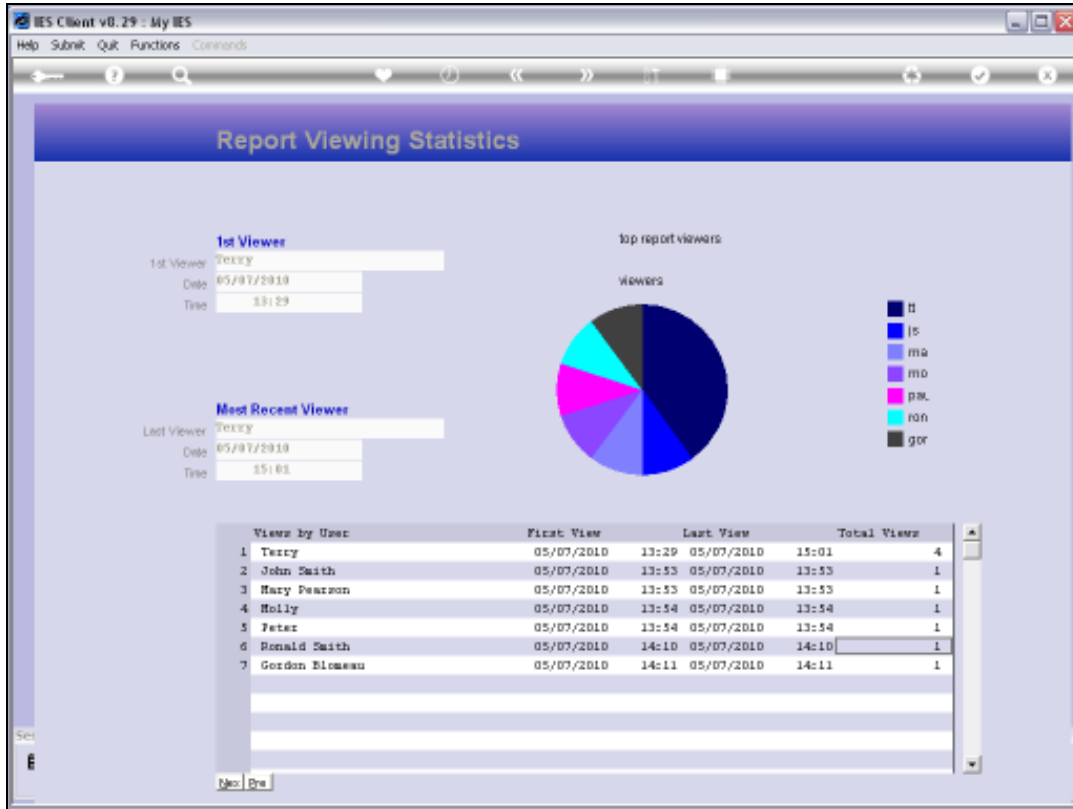 IES Client v8.29 : My IES
Help Submit Quit Functions Commands
Report Viewing Statistics
1st Viewer
1st Viewer Terry
Date 05/07/2010
Time 13:29
top report viewers
viewers
tt
js
ma
mo
pau
ron
gor
Most Recent Viewer
Last Viewer Terry
Date 05/07/2010
Time 15:01
Views by User First View Last View Total Views
1 Terry 05/07/2010 13:29 05/07/2010 15:01 4
2 John Smith 05/07/2010 13:53 05/07/2010 13:53 1
3 Mary Pearson 05/07/2010 13:53 05/07/2010 13:53 1
4 Molly 05/07/2010 13:54 05/07/2010 13:54 1
5 Peter 05/07/2010 13:54 05/07/2010 13:54 1
6 Ronald Smith 05/07/2010 14:10 05/07/2010 14:10 1
7 Gordon Blomeau 05/07/2010 14:11 05/07/2010 14:11 1
Nex Pre